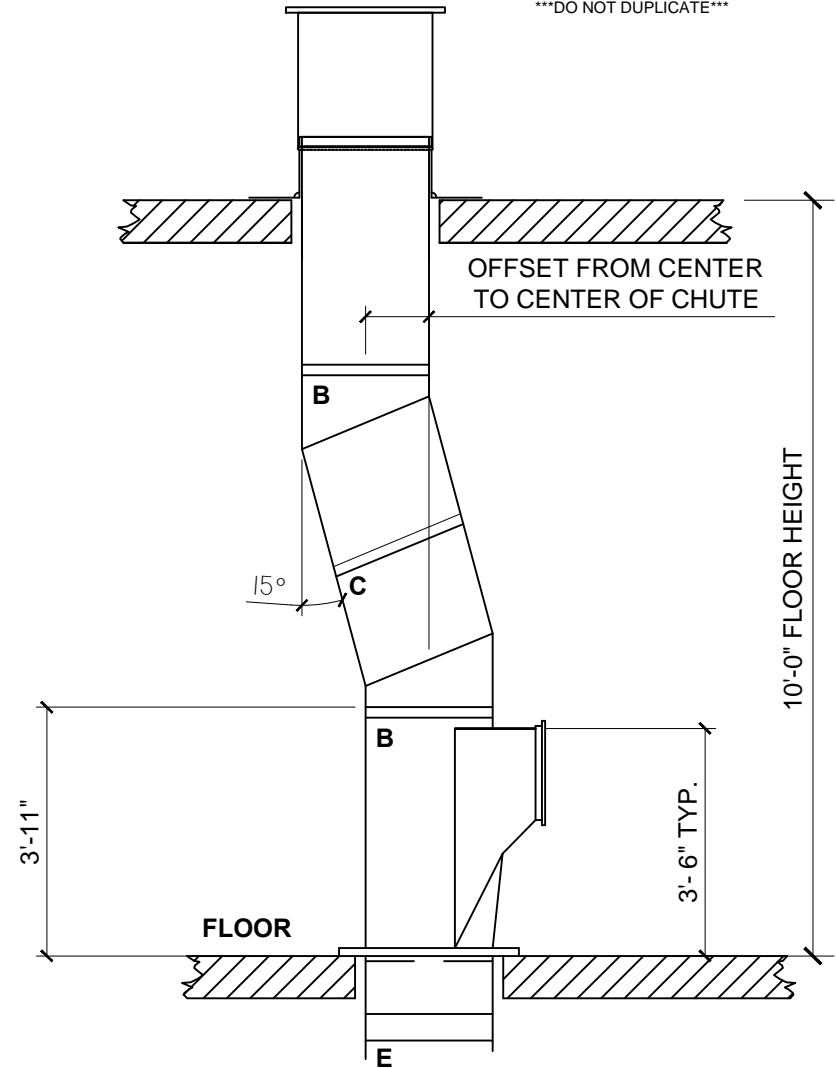 ***DO NOT DUPLICATE***
OFFSET FROM CENTER
TO CENTER OF CHUTE
B
10'-0" FLOOR HEIGHT
15°
C
B
3'-11"
3'- 6" TYP.
FLOOR
E